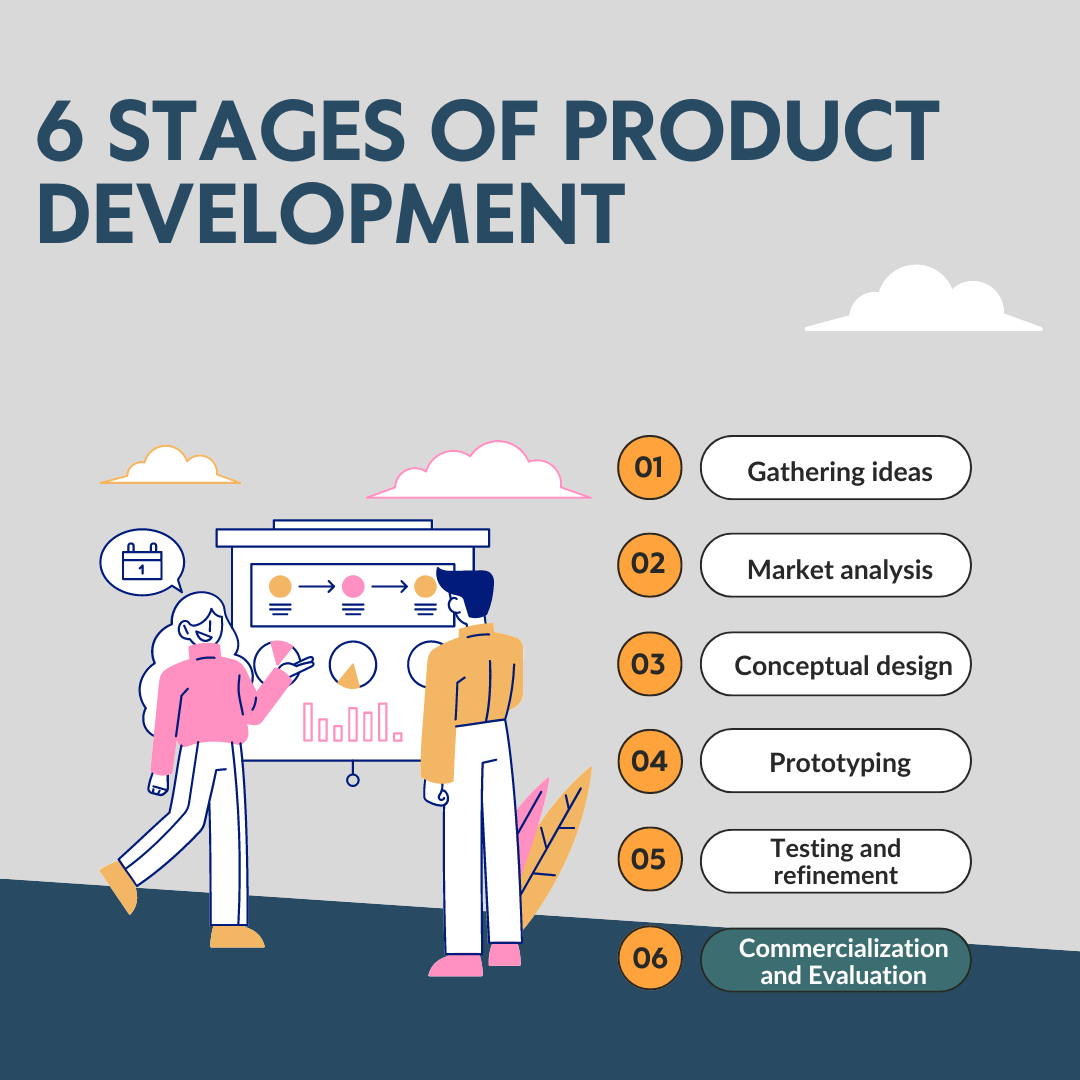 6 STAGES OF PRODUCT
DEVELOPMENT
1
01
Gathering ideas
02
Market analysis
03
Conceptual design
04
Prototyping
05
Testing and
refinement
06
Commercialization
and Evaluation